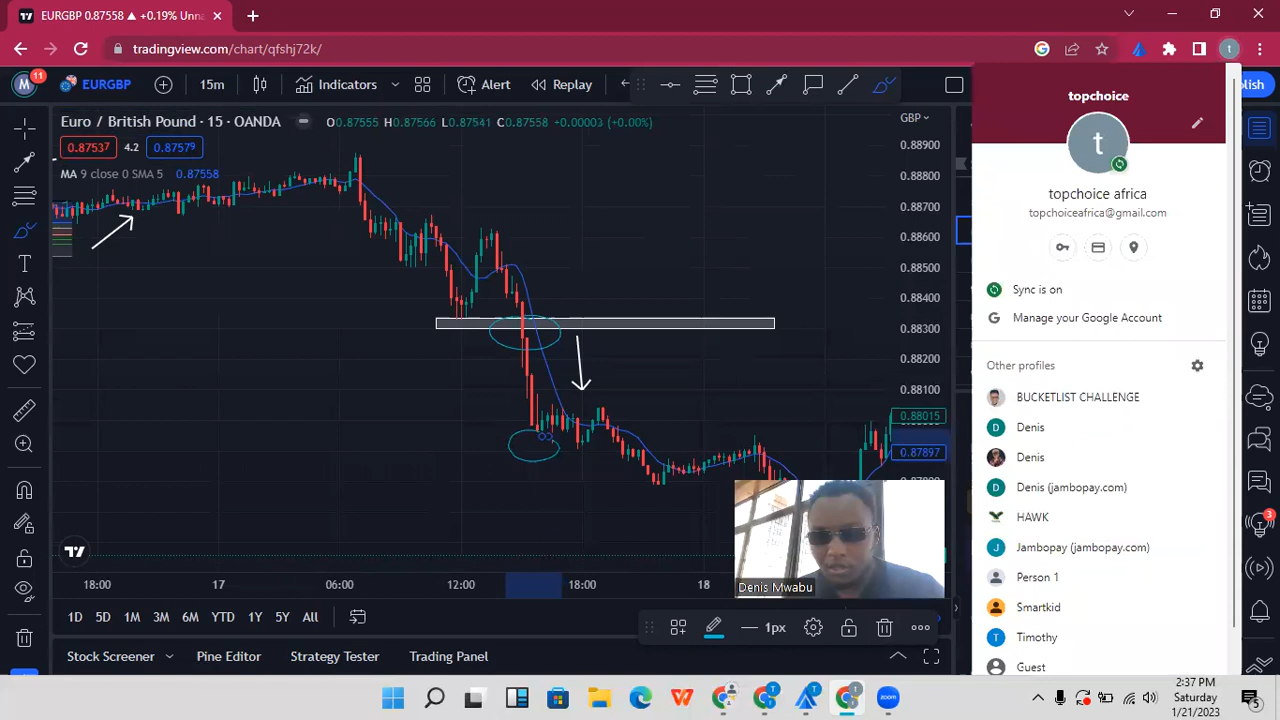 EURGBP 0.87558 ▲ +0.19% Unna
tradingview.com/chart/qfshj72k/
t
M
11
EURGBP
15m
Indicators
Alert
Replay
blish
Euro / British Pound · 15 · OANDA
O0.87555 H0.87566 L0.87541 C0.87558 +0.00003 (+0.00%)
0.87537
4.2
0.87579
MA 9 close 0 SMA 5 0.87558
GBP
0.88900
0.88800
0.88700
0.88600
0.88500
0.88400
0.88300
0.88200
0.88100
0.88015
0.87897
18:00
17
06:00
12:00
18:00
18
Denis Mwabu
1D
5D
1M
3M
6M
YTD
1Y
5Y
All
1px
Stock Screener
Pine Editor
Strategy Tester
Trading Panel
topchoice
t
topchoice africa
topchoiceafrica@gmail.com
Sync is on
G Manage your Google Account
Other profiles
BUCKETLIST CHALLENGE
D Denis
Denis
D Denis (jambopay.com)
HAWK
J Jambopay (jambopay.com)
Person 1
Smartkid
T Timothy
Guest
3
zoom
2:37 PM
Saturday
1/21/2023
5